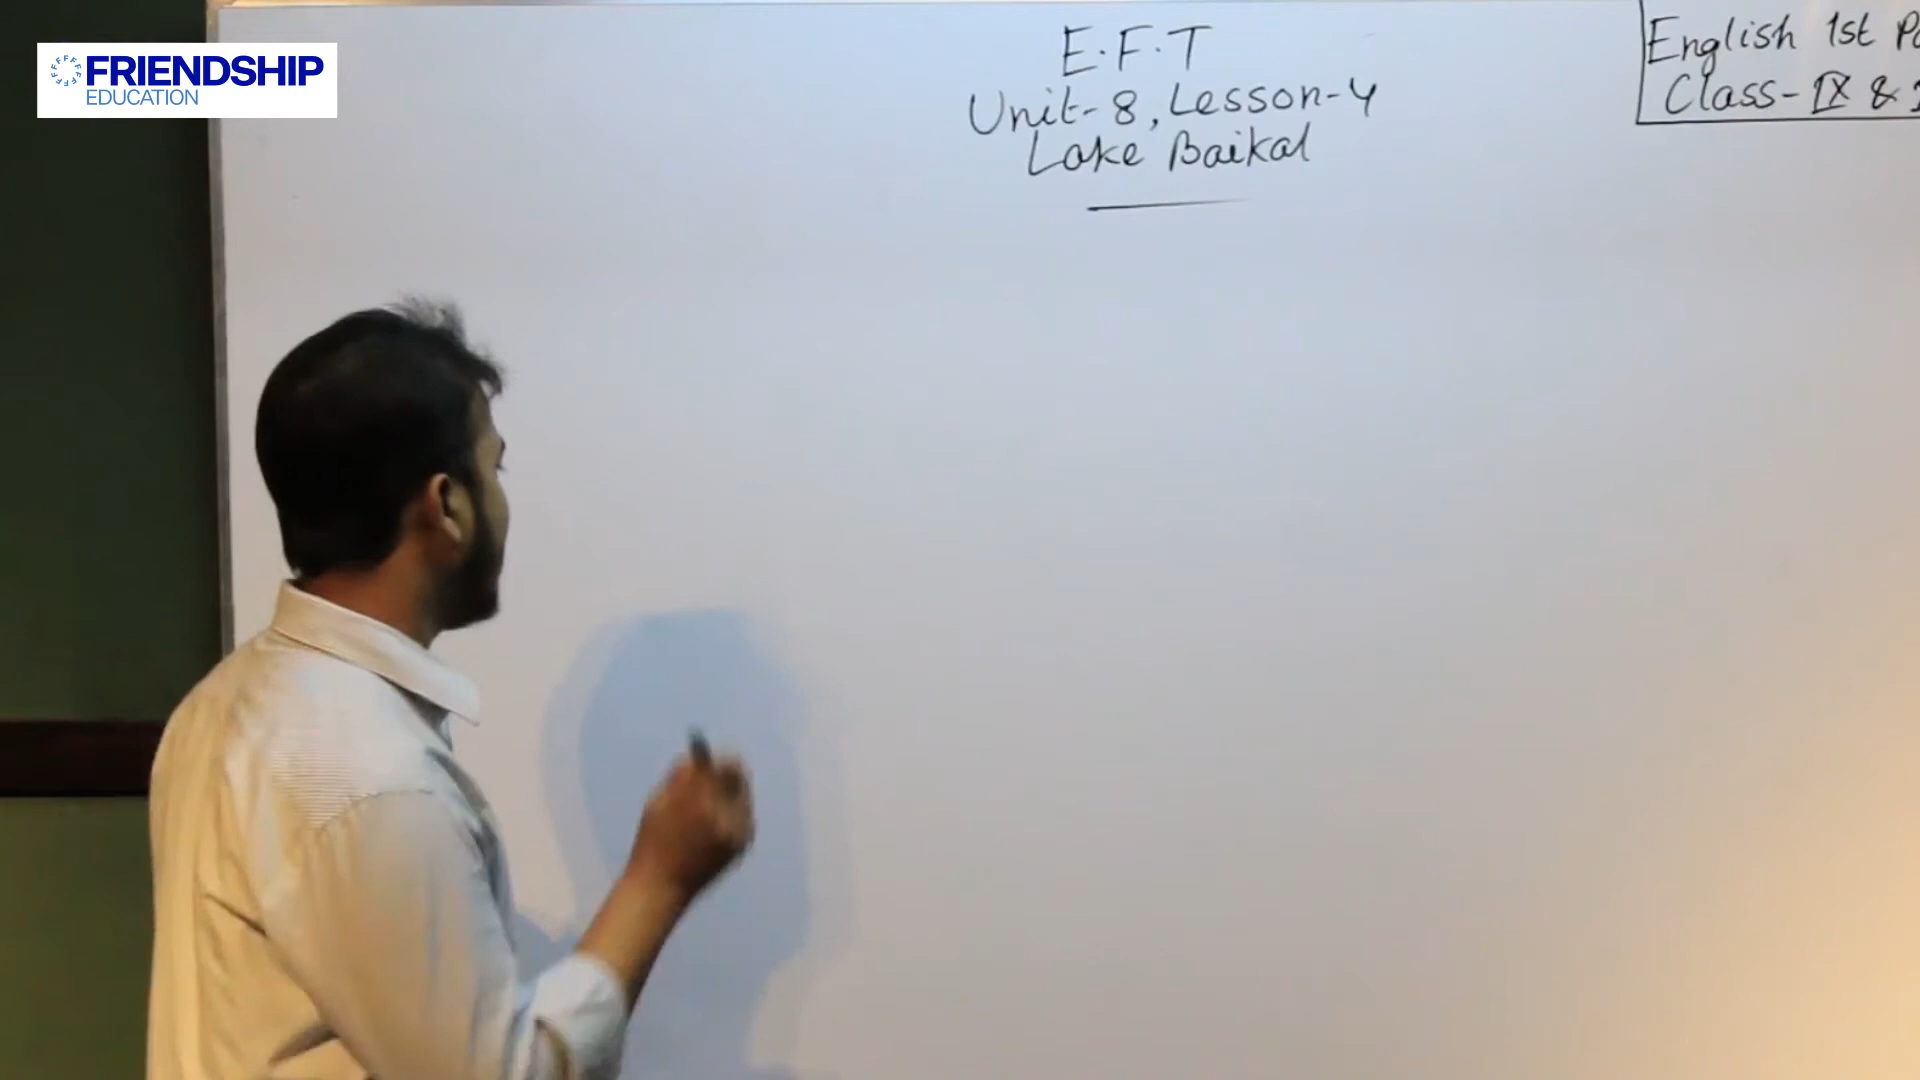 FRIENDSHIP
EDUCATION
E.F.T
Unit-8, Lesson-4
Lake Baikal
English 1st
Class-IX &